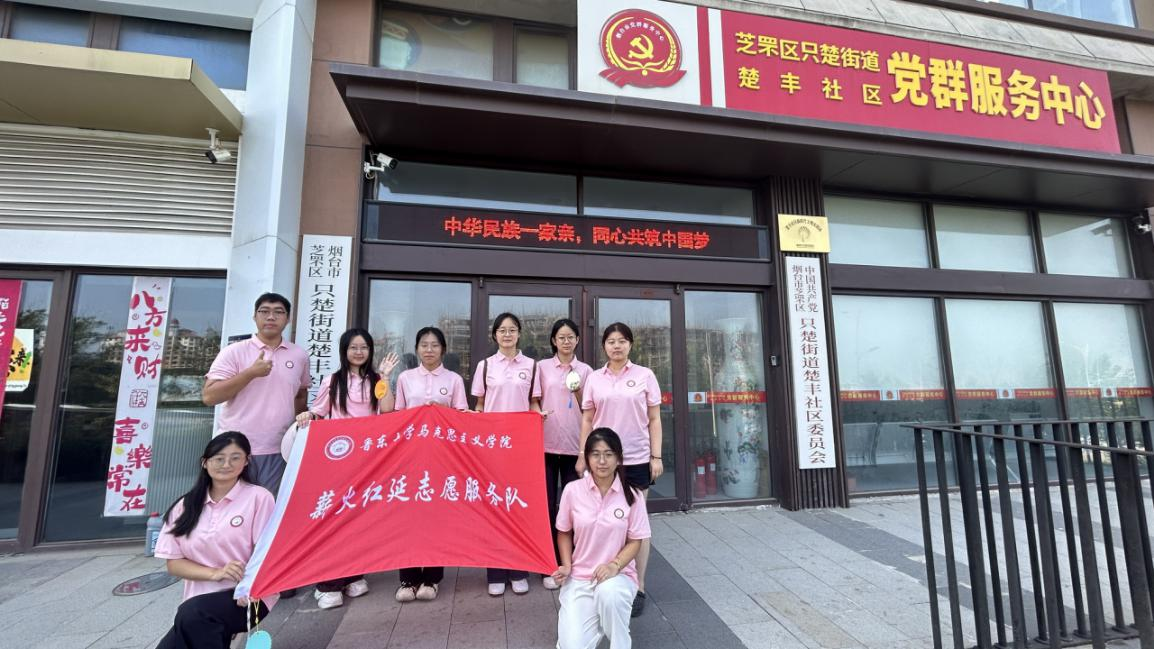 芝罘区只楚街道
楚丰社区
党群服务中心
中华民族一家亲，同心共筑中国梦
烟台市
芝罘区
只楚街道楚
中国共产党
烟台市芝罘区
只楚街道楚丰社区委员会
八方来财
喜樂常在
鲁东大学马克思主义学院
薪火红延志愿服务队